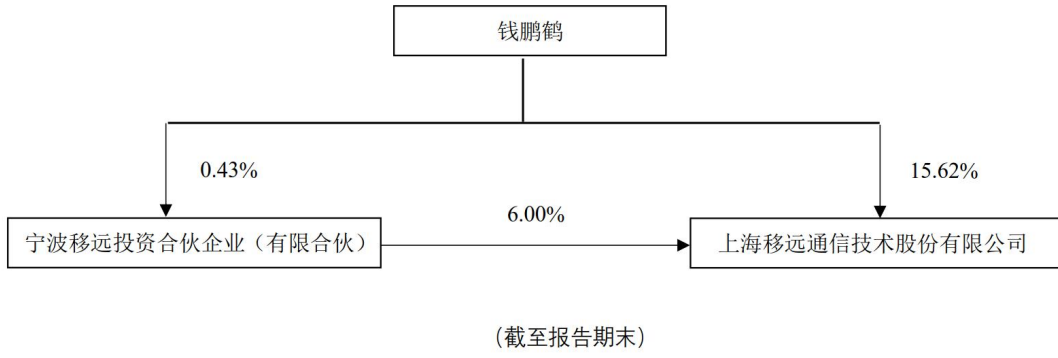 钱鹏鹤
0.43%
15.62%
6.00%
宁波移远投资合伙企业（有限合伙）
上海移远通信技术股份有限公司
（截至报告期末）